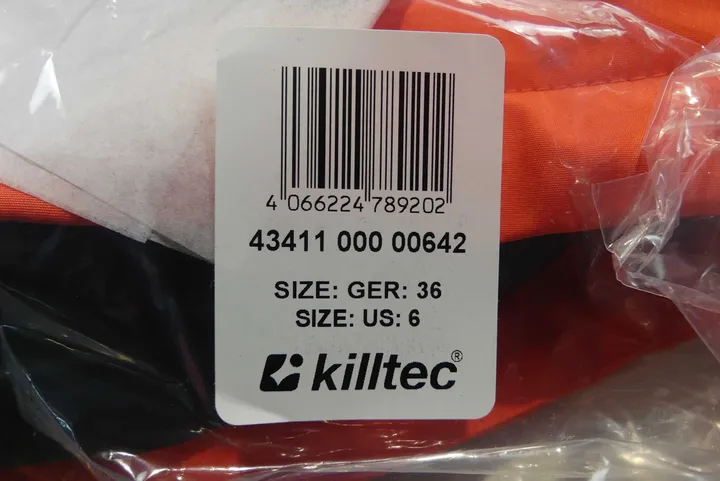 4 066224 789202
43411 000 00642
SIZE: GER: 36
SIZE: US: 6
killtec®